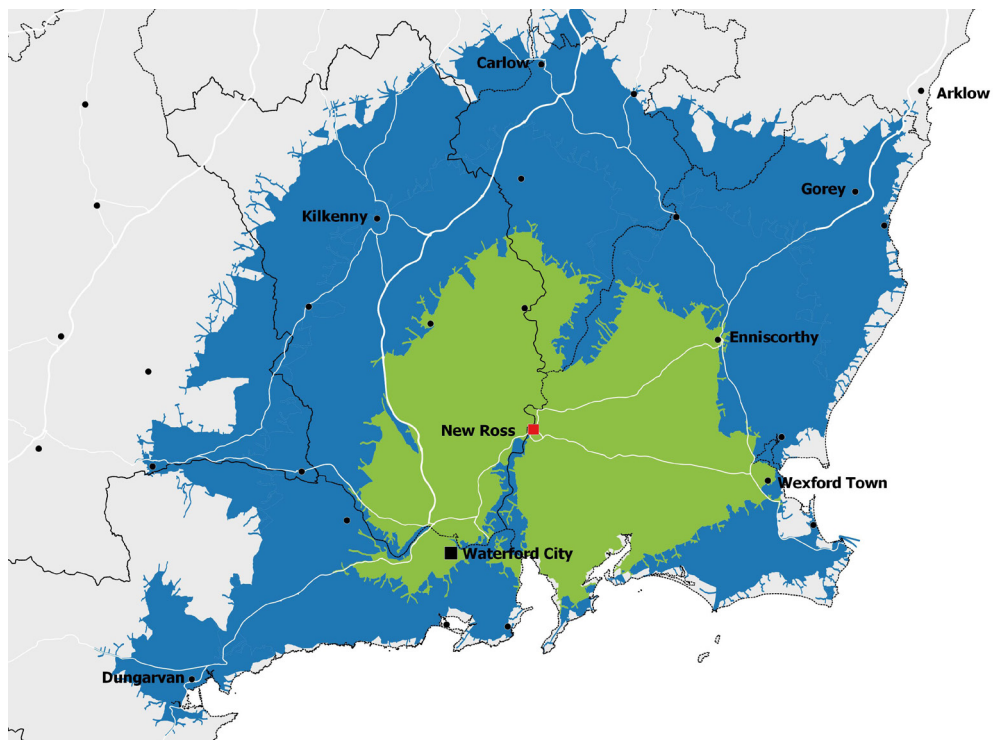 Carlow
Arklow
Gorey
Kilkenny
Enniscorthy
New Ross
Wexford Town
Waterford City
Dungarvan